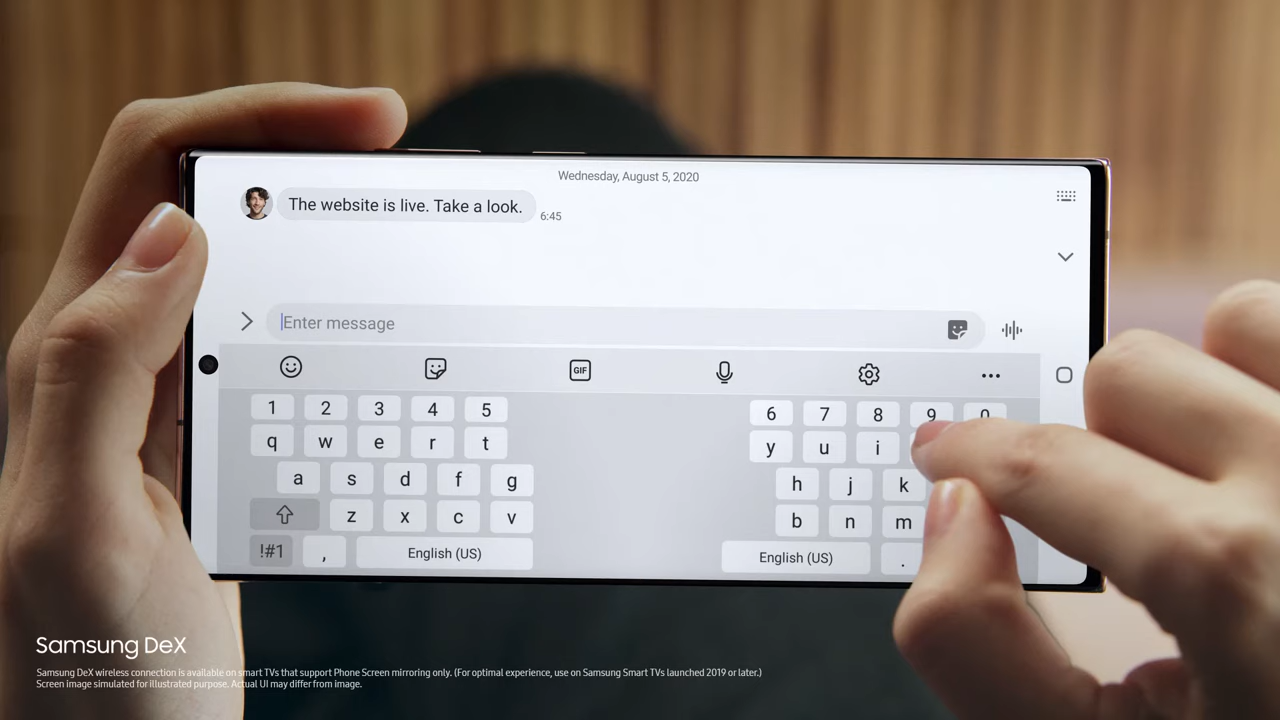 Wednesday, August 5, 2020
The website is live. Take a look.
6:45
Enter message
GIF
1 2 3 4 5 6 7 8 9 0
q w e r t y u i
a s d f g h j k
z x c v b n m
!#1 , English (US) English (US) .
Samsung DeX
Samsung DeX wireless connection is available on smart TVs that support Phone Screen mirroring only. (For optimal experience, use on Samsung Smart TVs launched 2019 or later.)
Screen image simulated for illustrated purpose. Actual UI may differ from image.